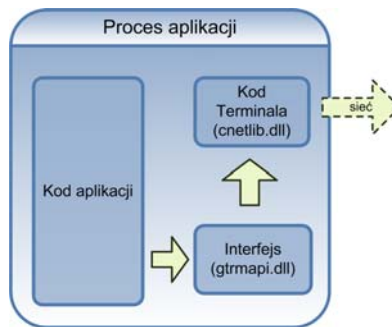 Proces aplikacji
Kod aplikacji
Kod
Terminala
(cnetlib.dll)
sieć
Interfejs
(gtrmapi.dll)